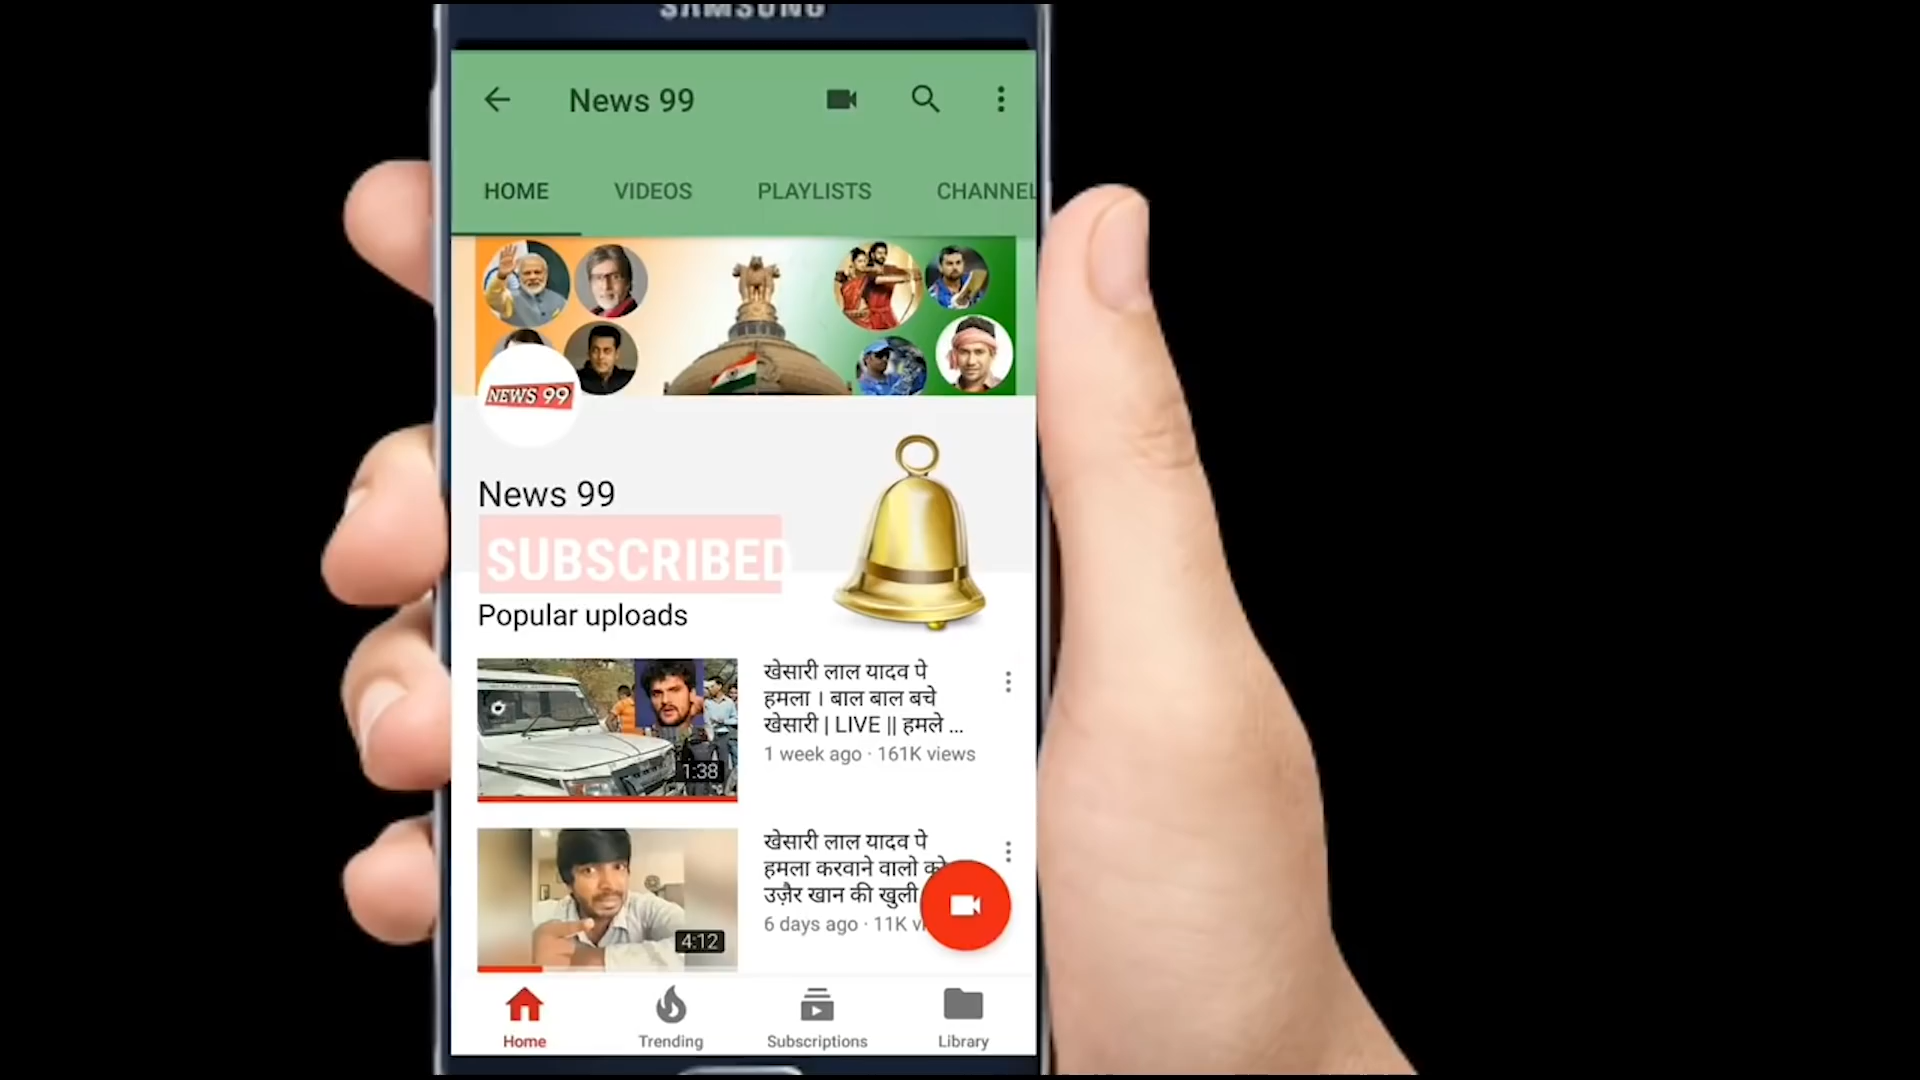 SAMSUNG
News 99
HOME VIDEOS PLAYLISTS CHANNEL
NEWS 99
News 99
SUBSCRIBED
Popular uploads
खेसारी लाल यादव पे
हमला । बाल बाल बचे
खेसारी | LIVE || हमले ...
1 week ago · 161K views
1:38
खेसारी लाल यादव पे
हमला करवाने वालो को
उज़ैर खान की खुली
6 days ago · 11K
4:12
Home Trending Subscriptions Library